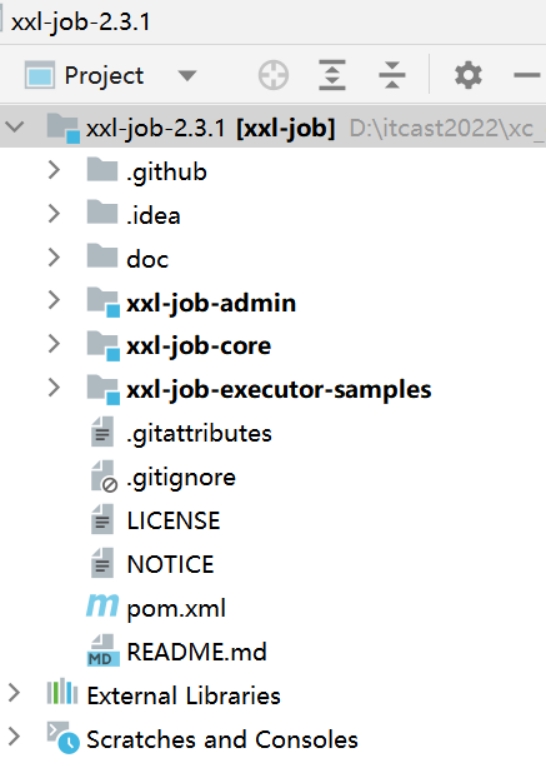 xxl-job-2.3.1
Project
xxl-job-2.3.1 [xxl-job] D:\itcast2022\xc_
.github
.idea
doc
xxl-job-admin
xxl-job-core
xxl-job-executor-samples
.gitattributes
.gitignore
LICENSE
NOTICE
m pom.xml
MD README.md
External Libraries
Scratches and Consoles